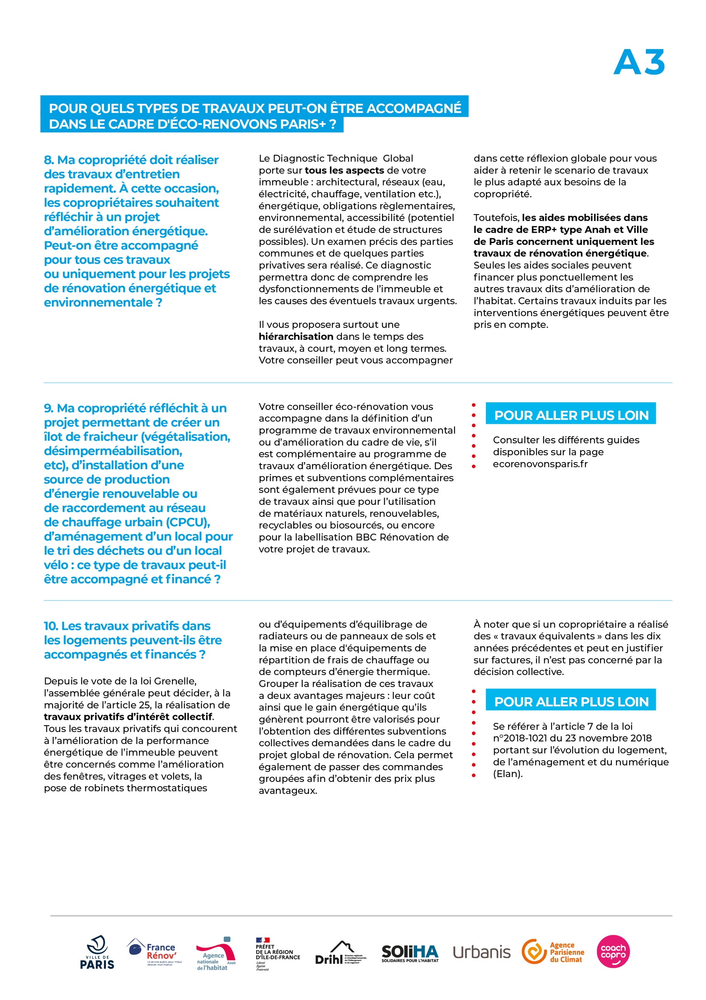 A3
POUR QUELS TYPES DE TRAVAUX PEUT-ON ÊTRE ACCOMPAGNÉ
DANS LE CADRE D'ÉCO-RENOVONS PARIS+ ?
8. Ma copropriété doit réaliser
des travaux d’entretien
rapidement. À cette occasion,
les copropriétaires souhaitent
réfléchir à un projet
d’amélioration énergétique.
Peut-on être accompagné
pour tous ces travaux
ou uniquement pour les projets
de rénovation énergétique et
environnementale ?
Le Diagnostic Technique  Global
porte sur tous les aspects de votre
immeuble : architectural, réseaux (eau,
électricité, chauffage, ventilation etc.),
énergétique, obligations règlementaires,
environnemental, accessibilité (potentiel
de surélévation et étude de structures
possibles). Un examen précis des parties
communes et de quelques parties
privatives sera réalisé. Ce diagnostic
permettra donc de comprendre les
dysfonctionnements de l’immeuble et
les causes des éventuels travaux urgents.
Il vous proposera surtout une
hiérarchisation dans le temps des
travaux, à court, moyen et long termes.
Votre conseiller peut vous accompagner
dans cette réflexion globale pour vous
aider à retenir le scenario de travaux
le plus adapté aux besoins de la
copropriété.
Toutefois, les aides mobilisées dans
le cadre de ERP+ type Anah et Ville
de Paris concernent uniquement les
travaux de rénovation énergétique.
Seules les aides sociales peuvent
financer plus ponctuellement les
autres travaux dits d’amélioration de
l’habitat. Certains travaux induits par les
interventions énergétiques peuvent être
pris en compte.
9. Ma copropriété réfléchit à un
projet permettant de créer un
îlot de fraicheur (végétalisation,
désimperméabilisation,
etc), d’installation d’une
source de production
d’énergie renouvelable ou
de raccordement au réseau
de chauffage urbain (CPCU),
d’aménagement d’un local pour
le tri des déchets ou d’un local
vélo : ce type de travaux peut-il
être accompagné et financé ?
Votre conseiller éco-rénovation vous
accompagne dans la définition d’un
programme de travaux environnemental
ou d’amélioration du cadre de vie, s’il
est complémentaire au programme de
travaux d’amélioration énergétique. Des
primes et subventions complémentaires
sont également prévues pour ce type
de travaux ainsi que pour l’utilisation
de matériaux naturels, renouvelables,
recyclables ou biosourcés, ou encore
pour la labellisation BBC Rénovation de
votre projet de travaux.
POUR ALLER PLUS LOIN
Consulter les différents guides
disponibles sur la page
ecorenovonsparis.fr
10. Les travaux privatifs dans
les logements peuvent-ils être
accompagnés et financés ?
Depuis le vote de la loi Grenelle,
l’assemblée générale peut décider, à la
majorité de l’article 25, la réalisation de
travaux privatifs d’intérêt collectif.
Tous les travaux privatifs qui concourent
à l’amélioration de la performance
énergétique de l’immeuble peuvent
être concernés comme l’amélioration
des fenêtres, vitrages et volets, la
pose de robinets thermostatiques
ou d’équipements d’équilibrage de
radiateurs ou de panneaux de sols et
la mise en place d'équipements de
répartition de frais de chauffage ou
de compteurs d’énergie thermique.
Grouper la réalisation de ces travaux
a deux avantages majeurs : leur coût
ainsi que le gain énergétique qu’ils
génèrent pourront être valorisés pour
l’obtention des différentes subventions
collectives demandées dans le cadre du
projet global de rénovation. Cela permet
également de passer des commandes
groupées afin d’obtenir des prix plus
avantageux.
À noter que si un copropriétaire a réalisé
des « travaux équivalents » dans les dix
années précédentes et peut en justifier
sur factures, il n’est pas concerné par la
décision collective.
POUR ALLER PLUS LOIN
Se référer à l’article 7 de la loi
n°2018-1021 du 23 novembre 2018
portant sur l’évolution du logement,
de l’aménagement et du numérique
(Elan).
VILLE DE
PARIS
France
Rénov’
Le service public pour mieux
rénover mon habitat
Agence
nationale
de l'habitat
Anah
PRÉFET
DE LA RÉGION
D’ÎLE-DE-FRANCE
Liberté
Égalité
Fraternité
Drihl
Direction régionale
et interdépartementale
de l’Hébergement
et du Logement
SOLiHA
SOLIDAIRES POUR L’HABITAT
Urbanis
Agence
Parisienne
du Climat
coach
copro